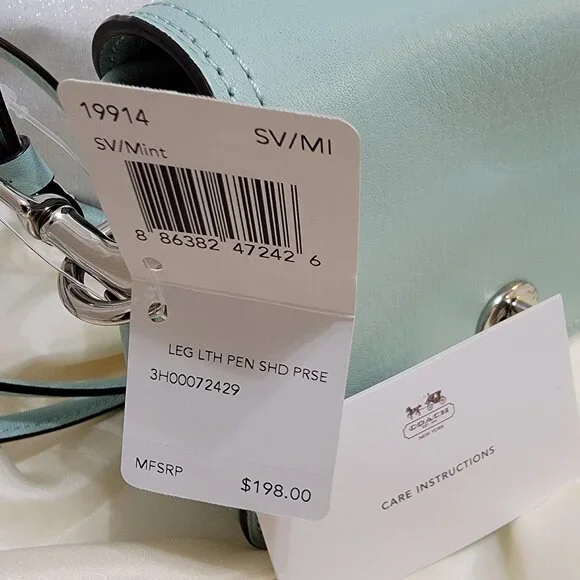 19914
SV/MI
SV/Mint
8 86382 47242 6
LEG LTH PEN SHD PRSE
3H00072429
MFSRP $198.00
COACH
NEW YORK
CARE INSTRUCTIONS